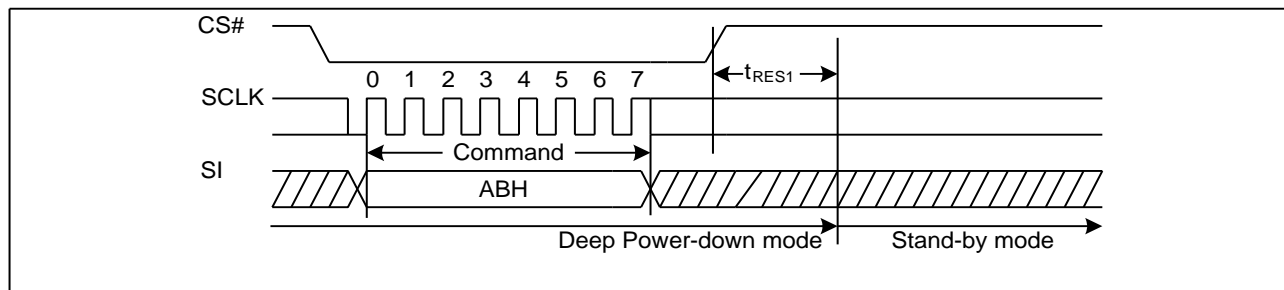 CS#
tRES1
0 1 2 3 4 5 6 7
SCLK
Command
SI
ABH
Deep Power-down mode Stand-by mode